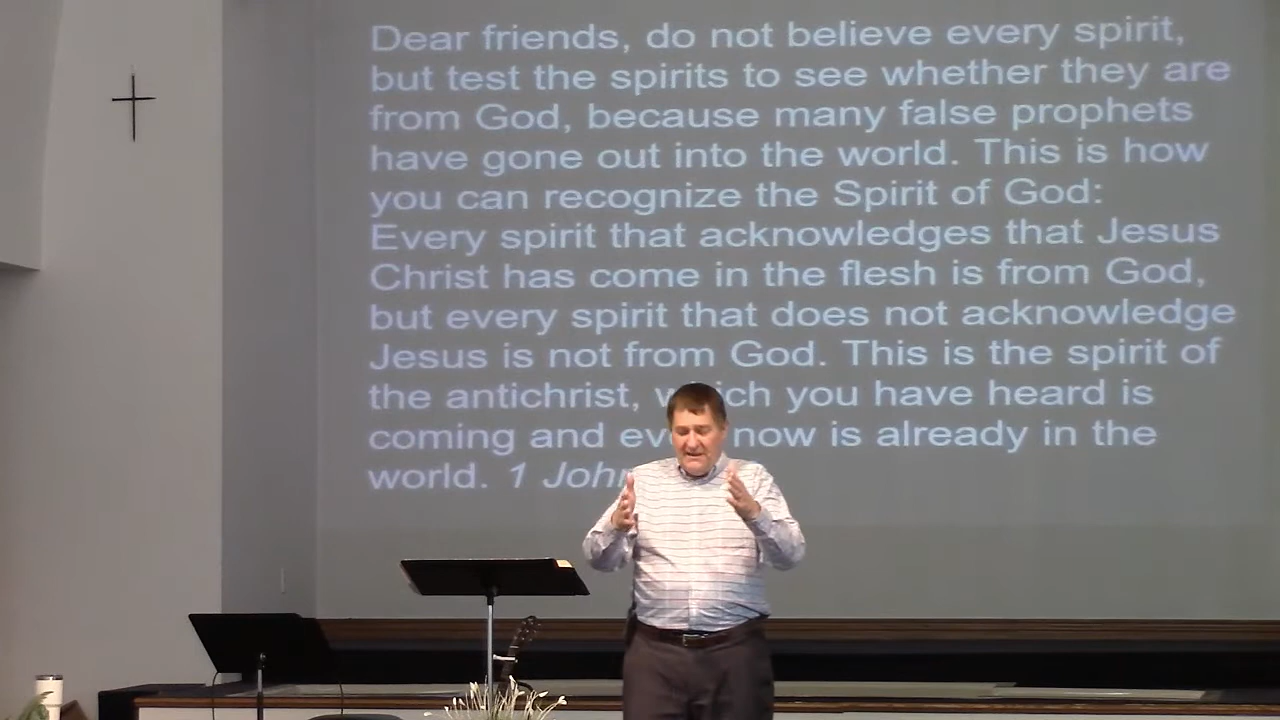 Dear friends, do not believe every spirit,
but test the spirits to see whether they are
from God, because many false prophets
have gone out into the world. This is how
you can recognize the Spirit of God:
Every spirit that acknowledges that Jesus
Christ has come in the flesh is from God,
but every spirit that does not acknowledge
Jesus is not from God. This is the spirit of
the antichrist, which you have heard is
coming and even now is already in the
world. 1 John